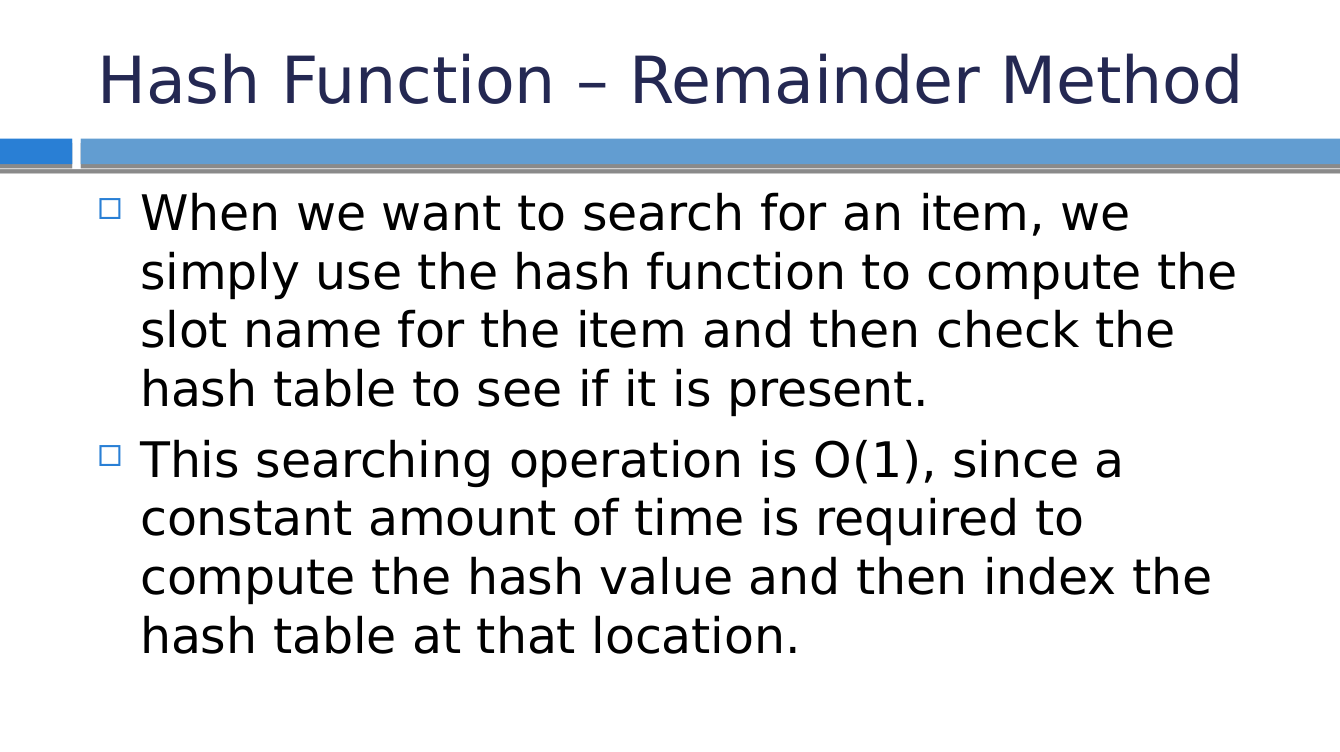 Hash Function – Remainder Method
When we want to search for an item, we
simply use the hash function to compute the
slot name for the item and then check the
hash table to see if it is present.
This searching operation is O(1), since a
constant amount of time is required to
compute the hash value and then index the
hash table at that location.